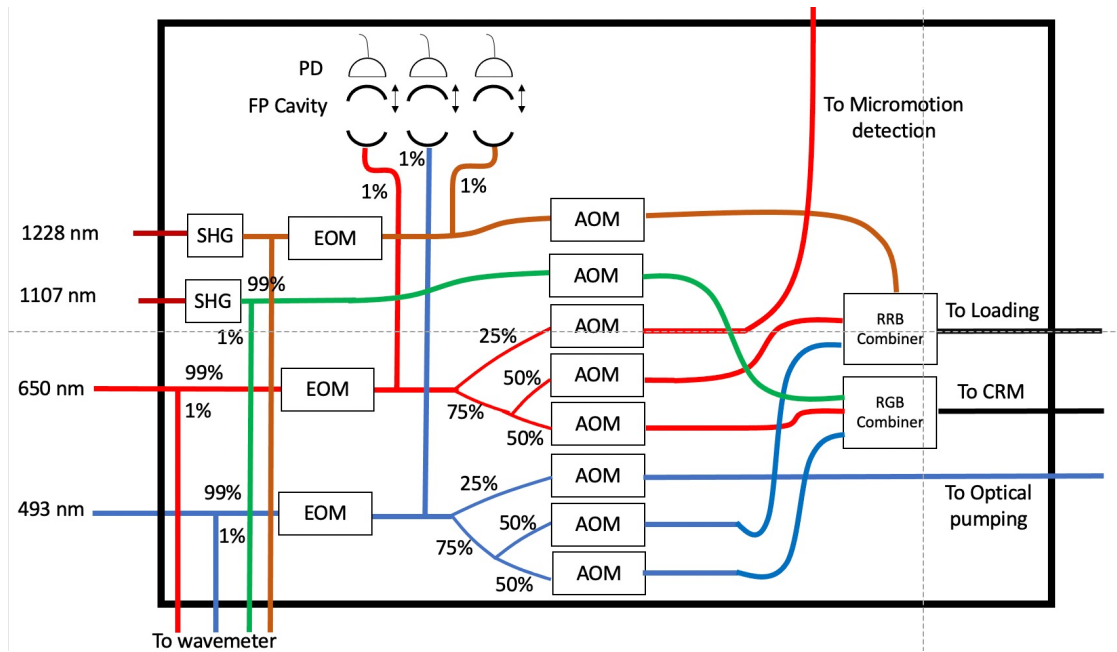 PD
FP Cavity
To Micromotion
detection
1%
1%
1%
1228 nm
SHG
EOM
AOM
1107 nm
SHG
99%
1%
AOM
To Loading
RRB
Combiner
25%
AOM
650 nm
99%
1%
EOM
50%
75%
50%
AOM
AOM
To CRM
RGB
Combiner
493 nm
99%
1%
EOM
25%
AOM
To Optical
pumping
50%
75%
50%
AOM
AOM
To wavemeter